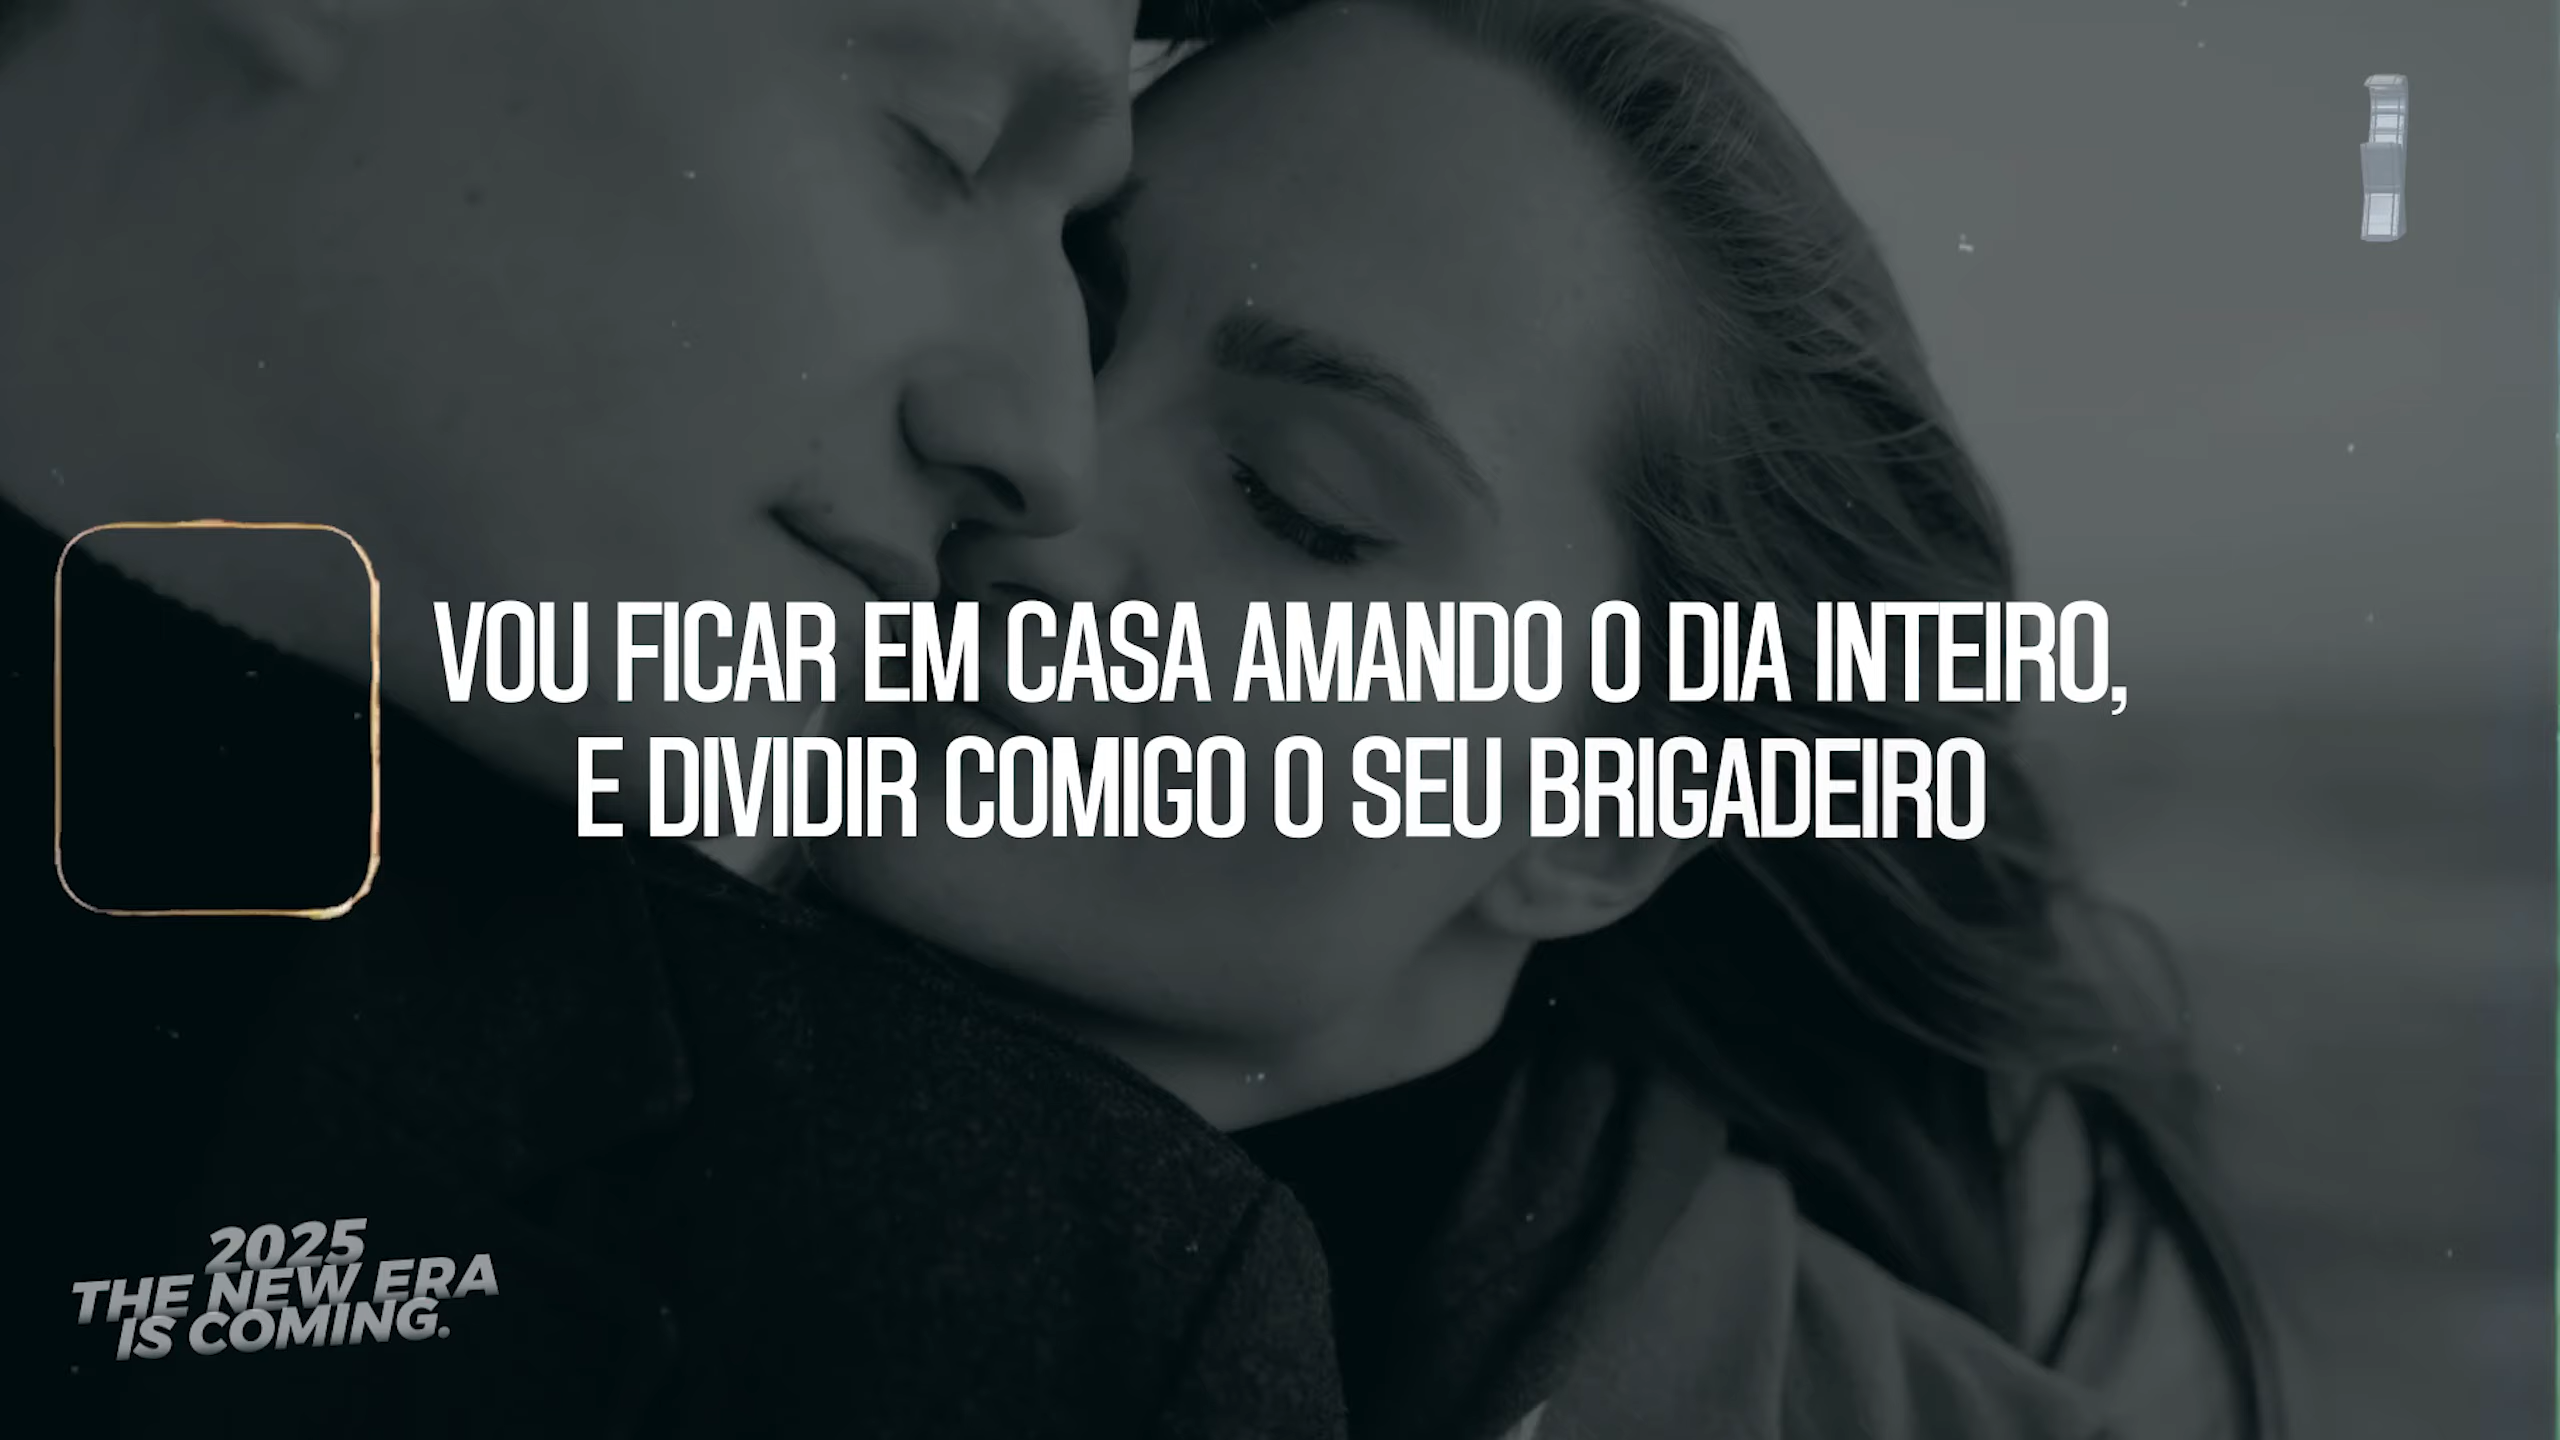 VOU FICAR EM CASA AMANDO O DIA INTEIRO,
E DIVIDIR COMIGO O SEU BRIGADEIRO
2025
THE NEW ERA
IS COMING.